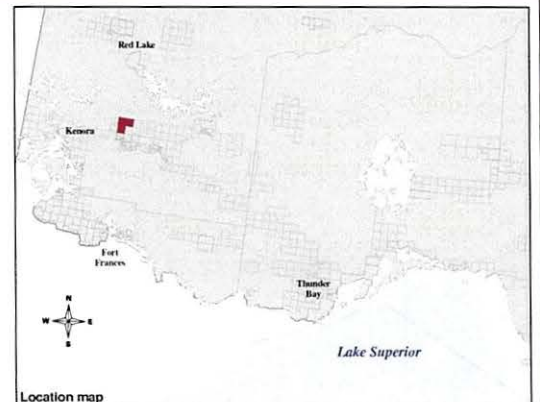 Red Lake
Kenora
Fort
Frances
Thunder
Bay
N
W E
S
Lake Superior
Location map